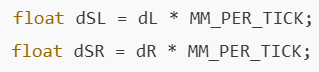 float dSL = dL * MM_PER_TICK;
float dSR = dR * MM_PER_TICK;